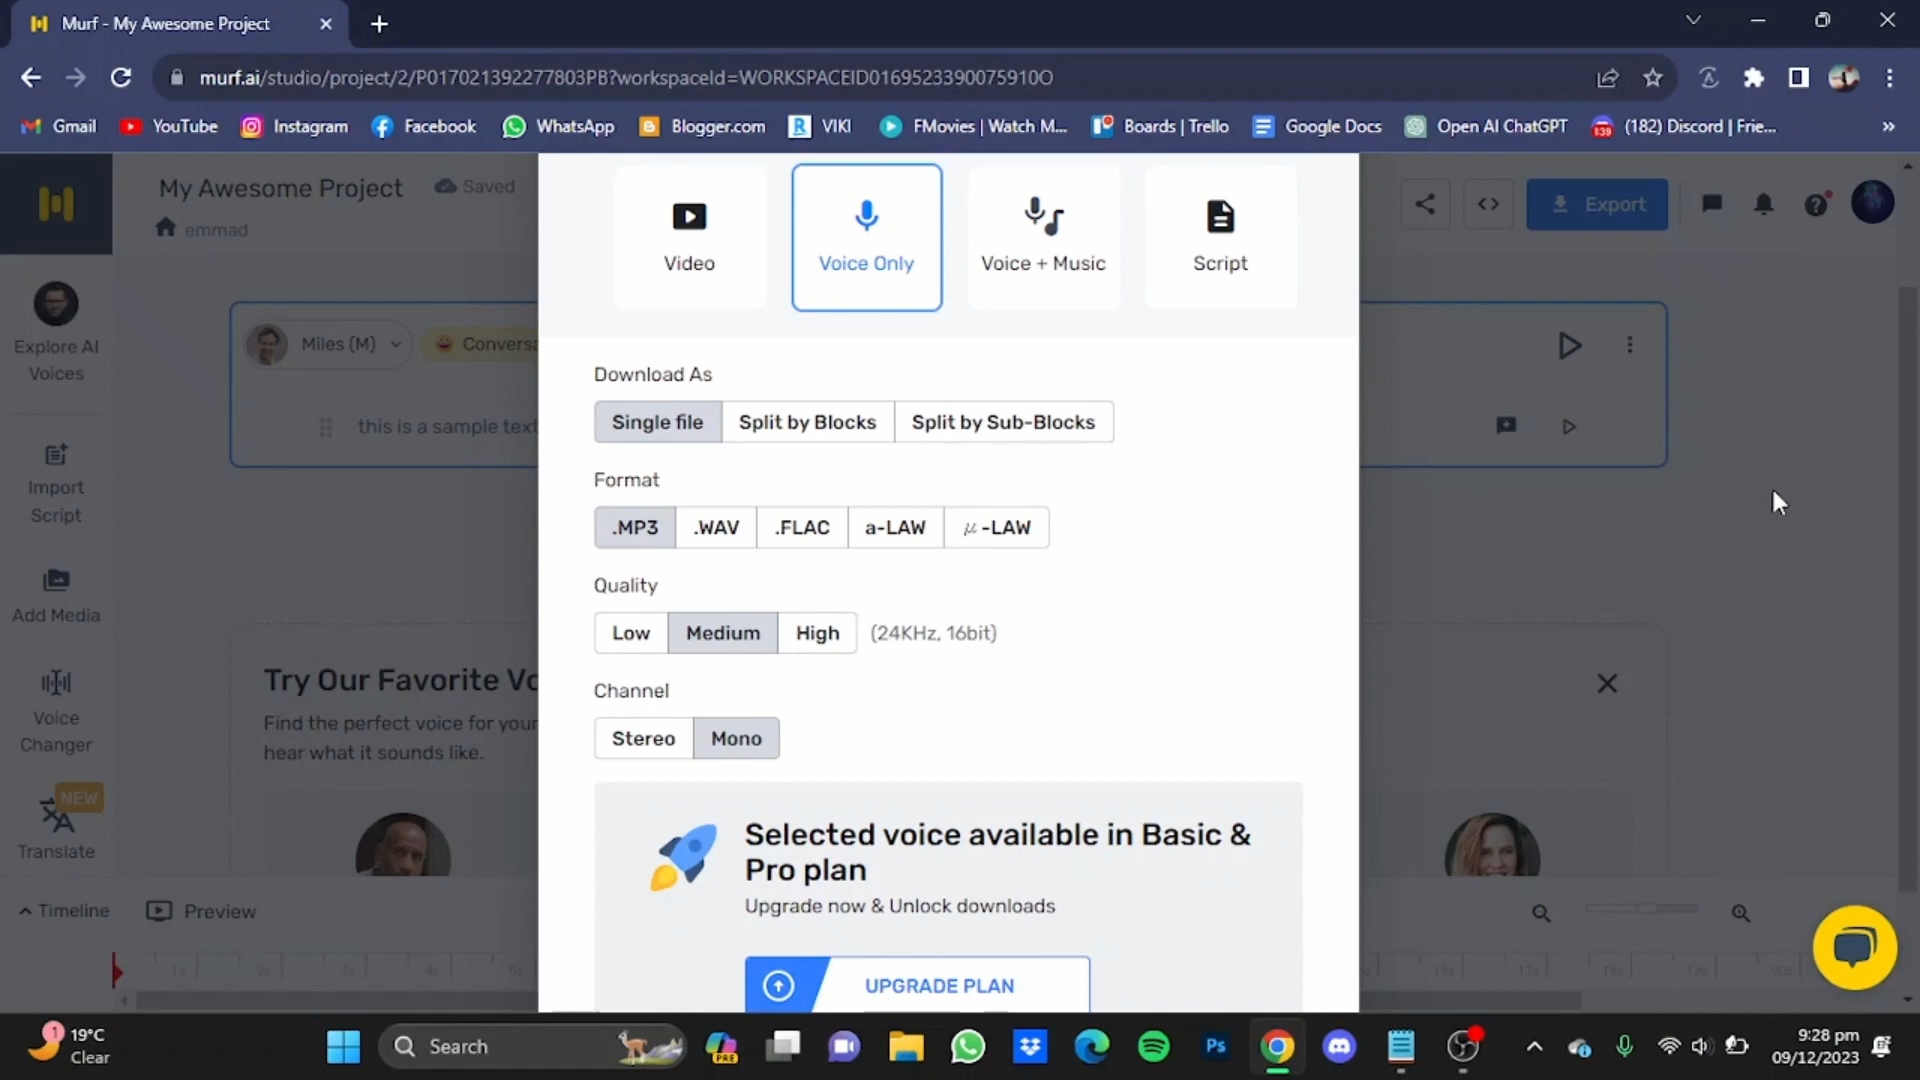 Murf - My Awesome Project
murf.ai/studio/project/2/P017021392277803PB?workspaceId=WORKSPACEID0169523390075910O
Gmail YouTube Instagram Facebook WhatsApp Blogger.com VIKI FMovies | Watch M... Boards | Trello Google Docs Open AI ChatGPT 139 (182) Discord | Frie...
My Awesome Project Saved
emmad
Export
Video
Voice Only
Voice + Music
Script
Explore AI
Voices
Import
Script
Add Media
Voice
Changer
NEW
Translate
Miles (M) Conversa
this is a sample text
Download As
Single file Split by Blocks Split by Sub-Blocks
Format
.MP3 .WAV .FLAC a-LAW μ-LAW
Quality
Low Medium High (24KHz, 16bit)
Channel
Stereo Mono
Try Our Favorite Vo
Find the perfect voice for your
hear what it sounds like.
Selected voice available in Basic &
Pro plan
Upgrade now & Unlock downloads
UPGRADE PLAN
Timeline Preview
1 19°C
Clear
Search
PRE
Ps
9:28 pm
09/12/2023